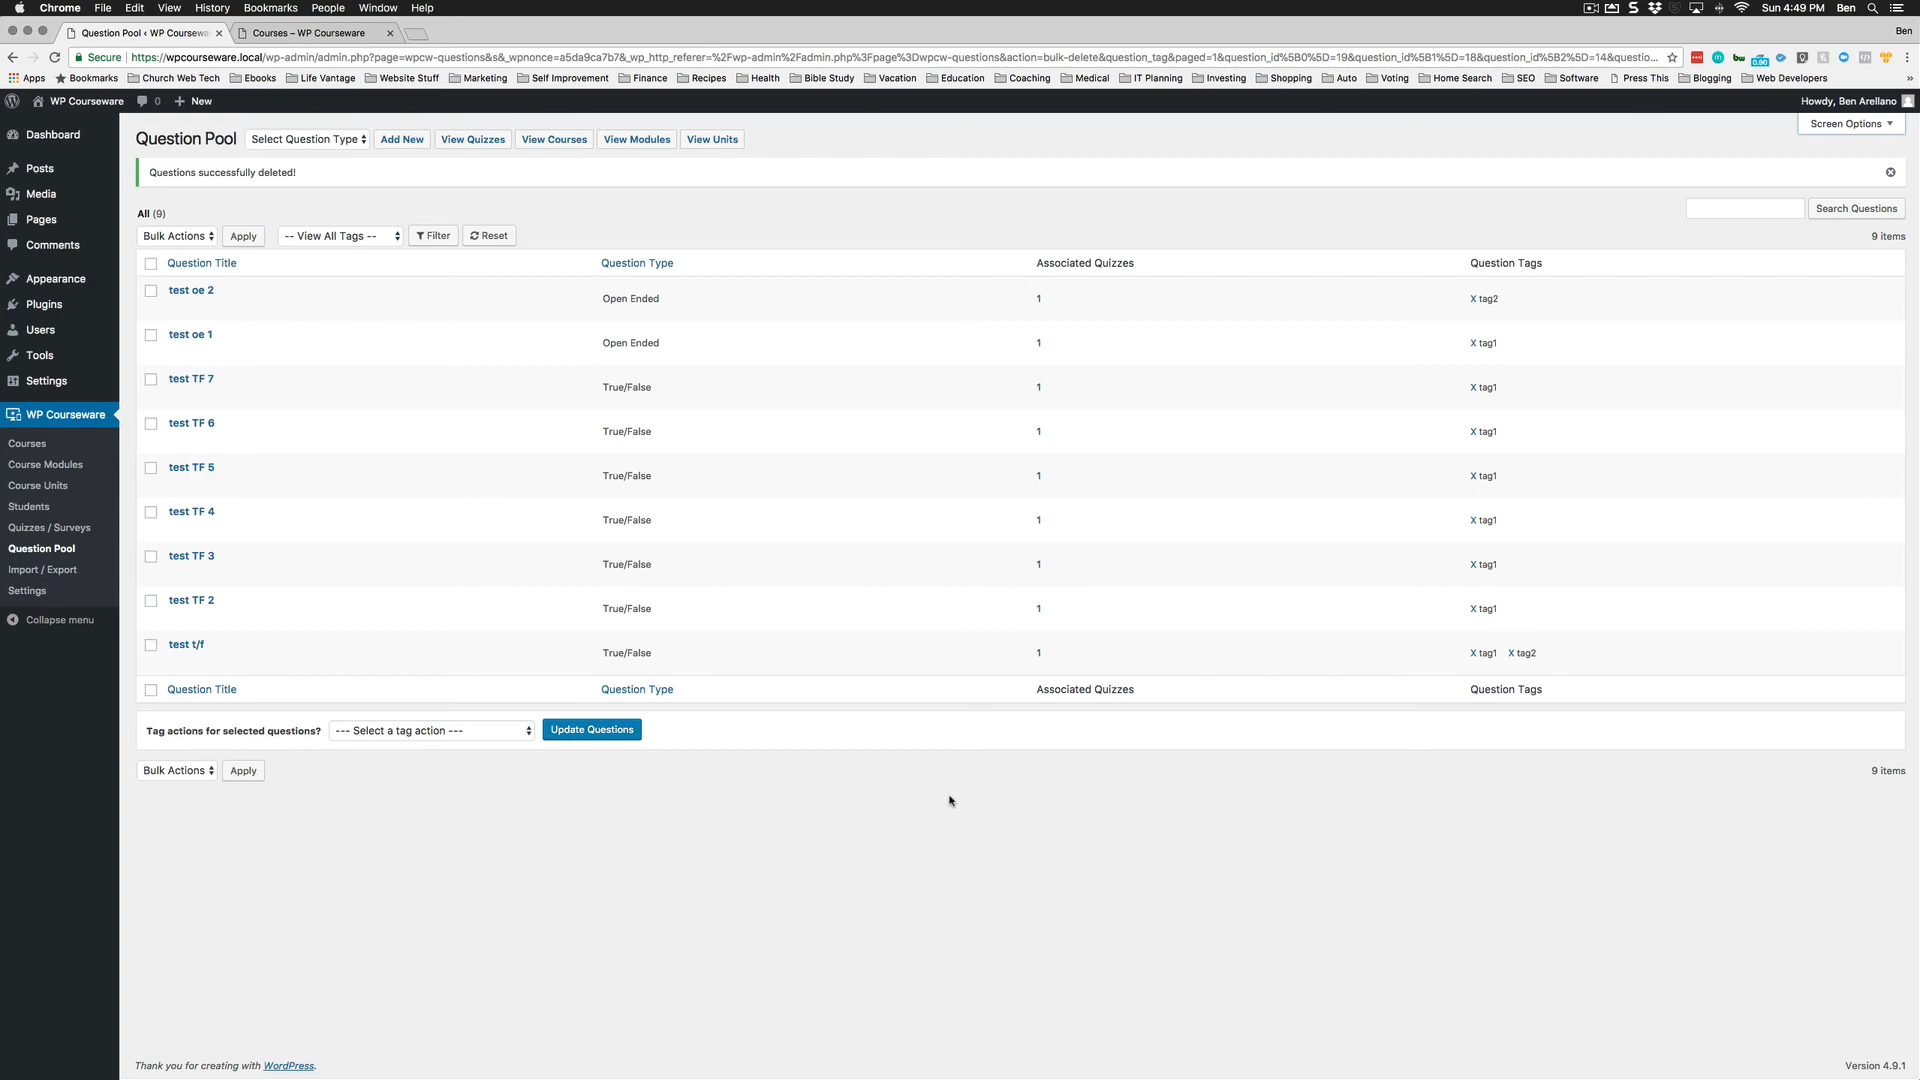 Chrome File Edit View History Bookmarks People Window Help Sun 4:49 PM Ben
Question Pool ‹ WP Coursewa Courses – WP Courseware Ben
Secure https://wpcourseware.local/wp-admin/admin.php?page=wpcw-questions&s&_wpnonce=a5da9ca7b7&_wp_http_referer=%2Fwp-admin%2Fadmin.php%3Fpage%3Dwpcw-questions&action=bulk-delete&question_tag&paged=1&question_id%5B0%5D=19&question_id%5B1%5D=18&question_id%5B2%5D=14&questio...
Apps Bookmarks Church Web Tech Ebooks Life Vantage Website Stuff Marketing Self Improvement Finance Recipes Health Bible Study Vacation Education Coaching Medical IT Planning Investing Shopping Auto Voting Home Search SEO Software Press This Blogging Web Developers »
WP Courseware 0 + New Howdy, Ben Arellano
Screen Options
Dashboard
Posts
Media
Pages
Comments
Appearance
Plugins
Users
Tools
Settings
WP Courseware
Courses
Course Modules
Course Units
Students
Quizzes / Surveys
Question Pool
Import / Export
Settings
Collapse menu
Question Pool Select Question Type Add New View Quizzes View Courses View Modules View Units
Questions successfully deleted!
All (9)
Search Questions
Bulk Actions Apply -- View All Tags -- Filter Reset 9 items
Question Title Question Type Associated Quizzes Question Tags
test oe 2 Open Ended 1 X tag2
test oe 1 Open Ended 1 X tag1
test TF 7 True/False 1 X tag1
test TF 6 True/False 1 X tag1
test TF 5 True/False 1 X tag1
test TF 4 True/False 1 X tag1
test TF 3 True/False 1 X tag1
test TF 2 True/False 1 X tag1
test t/f True/False 1 X tag1 X tag2
Question Title Question Type Associated Quizzes Question Tags
Tag actions for selected questions? --- Select a tag action --- Update Questions
Bulk Actions Apply 9 items
Thank you for creating with WordPress. Version 4.9.1